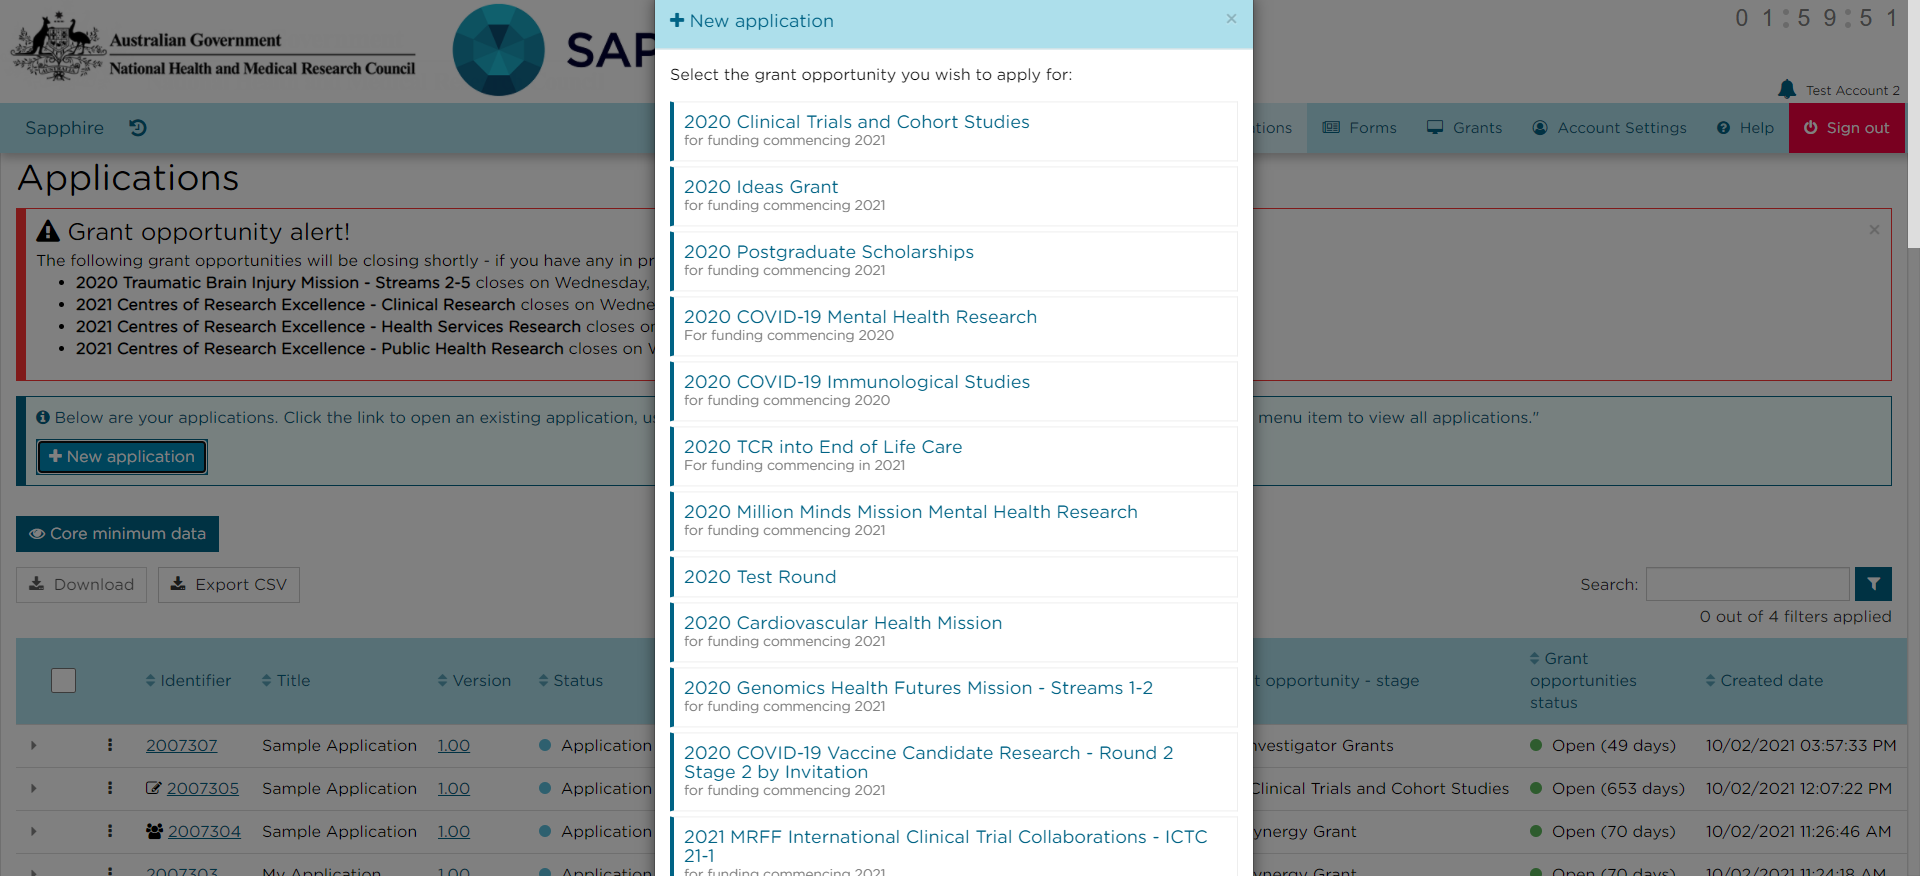 Australian Government
National Health and Medical Research Council
SAP
01:59:51
Test Account 2
Sapphire
tions
Forms
Grants
Account Settings
Help
Sign out
Applications
Grant opportunity alert!
The following grant opportunities will be closing shortly - if you have any in pr
2020 Traumatic Brain Injury Mission - Streams 2-5 closes on Wednesday,
2021 Centres of Research Excellence - Clinical Research closes on Wedne
2021 Centres of Research Excellence - Health Services Research closes on
2021 Centres of Research Excellence - Public Health Research closes on
Below are your applications. Click the link to open an existing application, us
menu item to view all applications."
New application
Core minimum data
Download
Export CSV
Search:
0 out of 4 filters applied
Identifier Title Version Status
t opportunity - stage
Grant
opportunities
status
Created date
2007307 Sample Application 1.00 Application
nvestigator Grants Open (49 days) 10/02/2021 03:57:33 PM
2007305 Sample Application 1.00 Application
Clinical Trials and Cohort Studies Open (653 days) 10/02/2021 12:07:22 PM
2007304 Sample Application 1.00 Application
ynergy Grant Open (70 days) 10/02/2021 11:26:46 AM
2007303 My Application 1.00 Application
ynergy Grant Open (70 days) 10/02/2021 11:24:18 AM
New application
×
Select the grant opportunity you wish to apply for:
2020 Clinical Trials and Cohort Studies
for funding commencing 2021
2020 Ideas Grant
for funding commencing 2021
2020 Postgraduate Scholarships
for funding commencing 2021
2020 COVID-19 Mental Health Research
For funding commencing 2020
2020 COVID-19 Immunological Studies
for funding commencing 2020
2020 TCR into End of Life Care
For funding commencing in 2021
2020 Million Minds Mission Mental Health Research
for funding commencing 2021
2020 Test Round
2020 Cardiovascular Health Mission
for funding commencing 2021
2020 Genomics Health Futures Mission - Streams 1-2
for funding commencing 2021
2020 COVID-19 Vaccine Candidate Research - Round 2
Stage 2 by Invitation
for funding commencing 2021
2021 MRFF International Clinical Trial Collaborations - ICTC
21-1
for funding commencing 2021